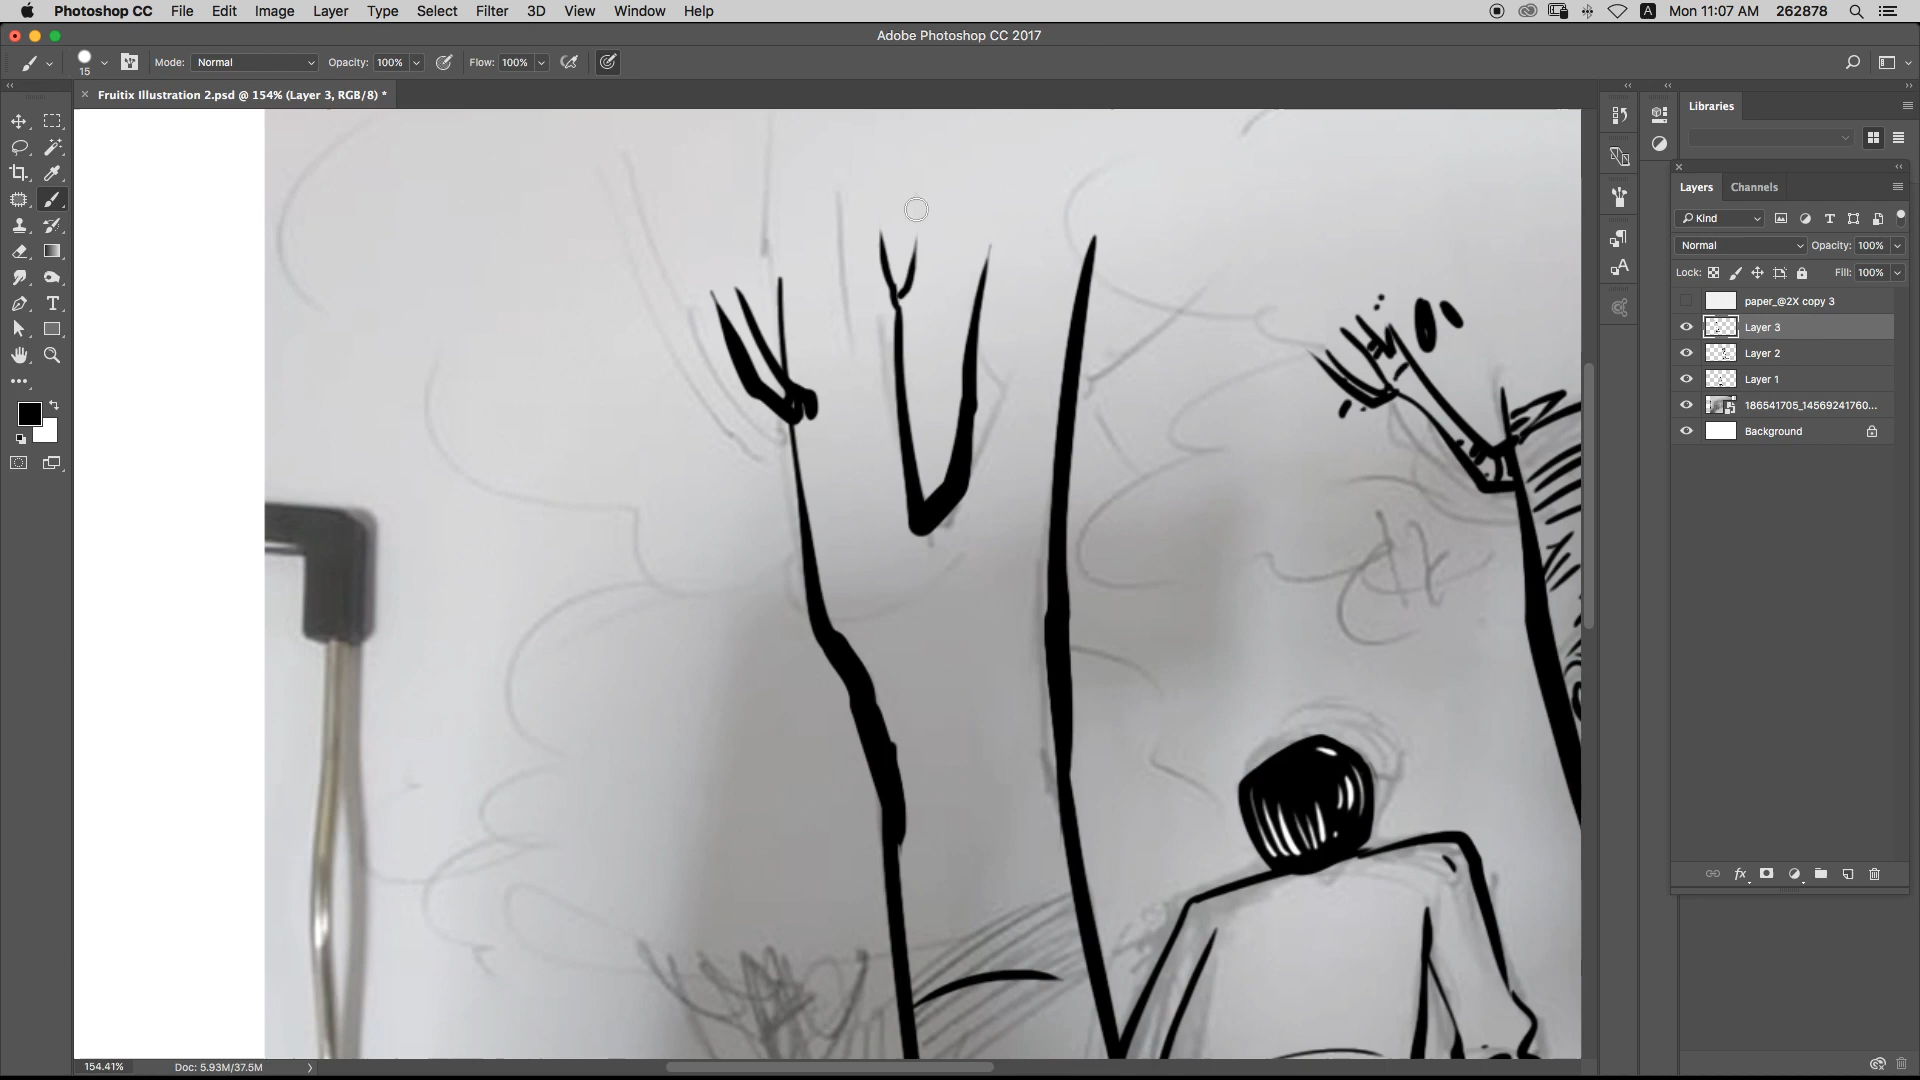 Photoshop CC File Edit Image Layer Type Select Filter 3D View Window Help A Mon 11:07 AM 262878
Adobe Photoshop CC 2017
15 Mode: Normal Opacity: 100% Flow: 100%
× Fruitix Illustration 2.psd @ 154% (Layer 3, RGB/8) *
Libraries
Layers Channels
Kind
Normal Opacity: 100%
Lock: Fill: 100%
paper_@2X copy 3
Layer 3
Layer 2
Layer 1
186541705_14569241760...
Background
fx
154.41% Doc: 5.93M/37.5M